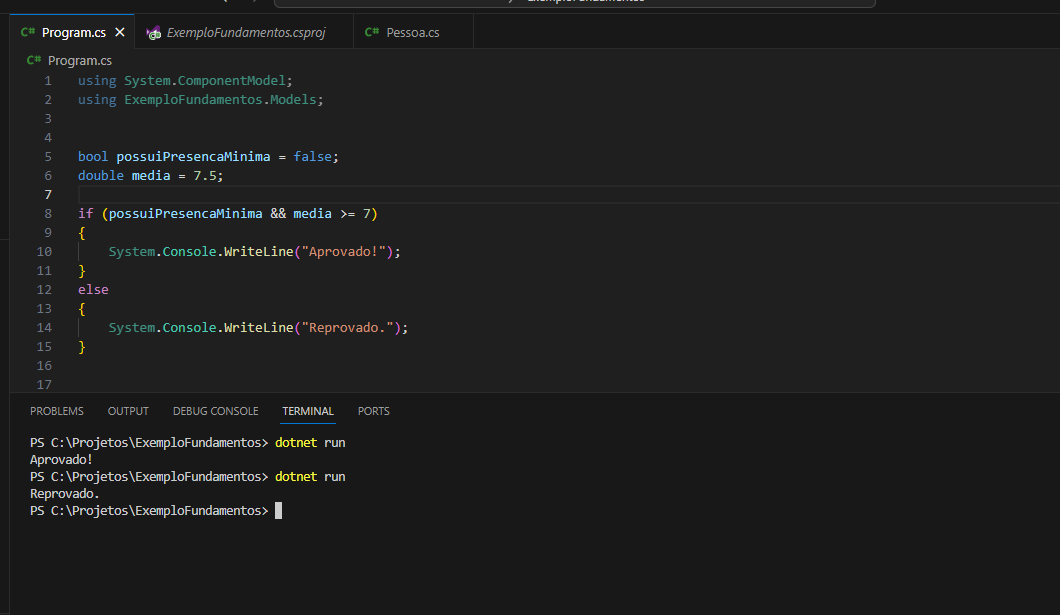 C# Program.cs ExemploFundamentos.csproj C# Pessoa.cs
C# Program.cs
1 using System.ComponentModel;
2 using ExemploFundamentos.Models;
3
4
5 bool possuiPresencaMinima = false;
6 double media = 7.5;
7
8 if (possuiPresencaMinima && media >= 7)
9 {
10 System.Console.WriteLine("Aprovado!");
11 }
12 else
13 {
14 System.Console.WriteLine("Reprovado.");
15 }
16
17
PROBLEMS OUTPUT DEBUG CONSOLE TERMINAL PORTS
PS C:\Projetos\ExemploFundamentos> dotnet run
Aprovado!
PS C:\Projetos\ExemploFundamentos> dotnet run
Reprovado.
PS C:\Projetos\ExemploFundamentos>